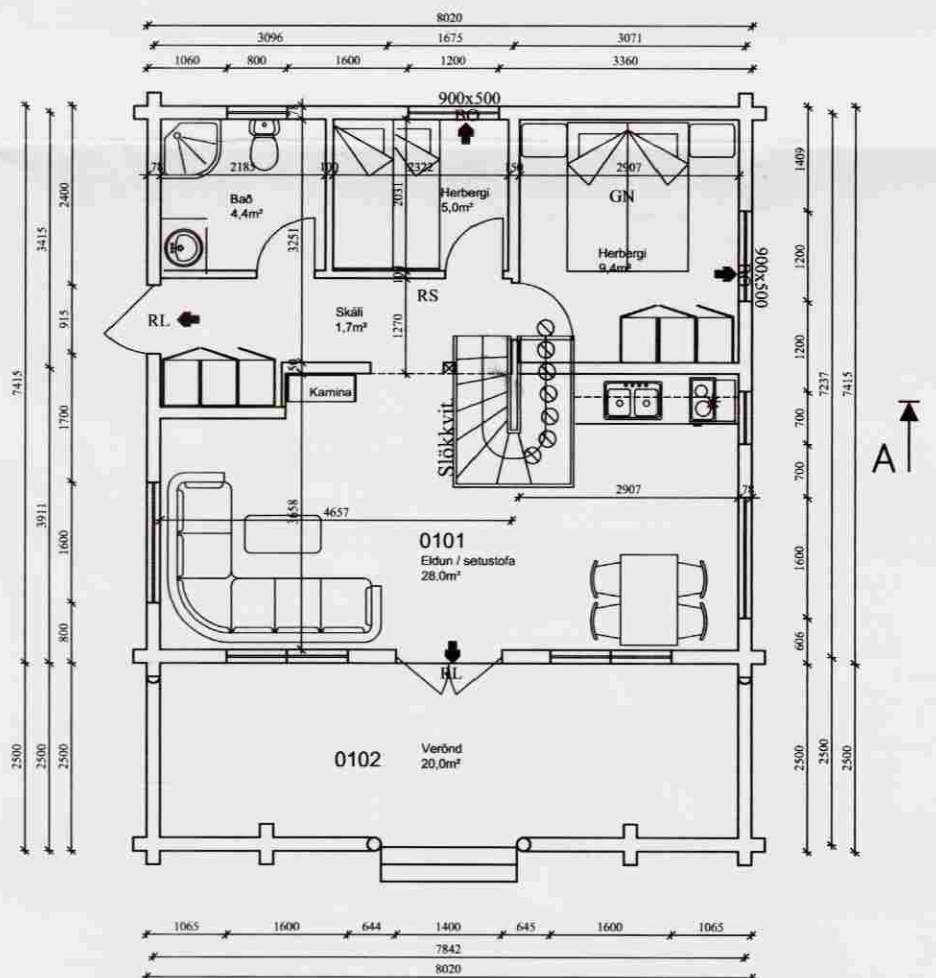 8020
3096 1675 3071
1060 800 1600 1200 3360
900x500
BO
78 2185 100 2322 150 2907
Bað
4,4m²
Herbergi
5,0m²
GN
Herbergi
9,4m²
2031
3251
100
1270
150
RS
RL
Skáli
1,7m²
BO
900x500
Kamina
Slökkvit.
2907 78
4657
3658
0101
Eldun / setustofa
28,0m²
RL
0102
Verönd
20,0m²
7415
2500
3415
3911
2500
2400
915
1700
1600
800
2500
1409
1200
1200
700
700
1600
606
2500
7237
2500
7415
2500
A
1065 1600 644 1400 645 1600 1065
7842
8020